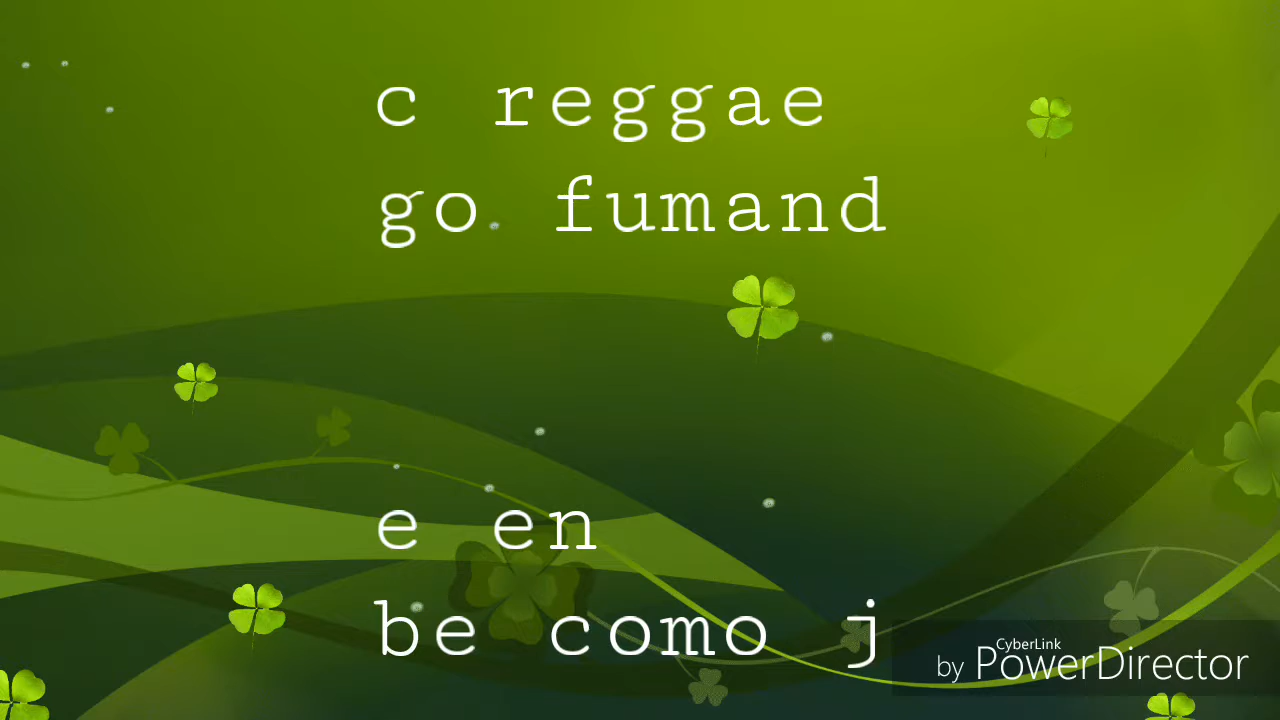 c reggae
go fumand
e en
be como j
CyberLink
by PowerDirector